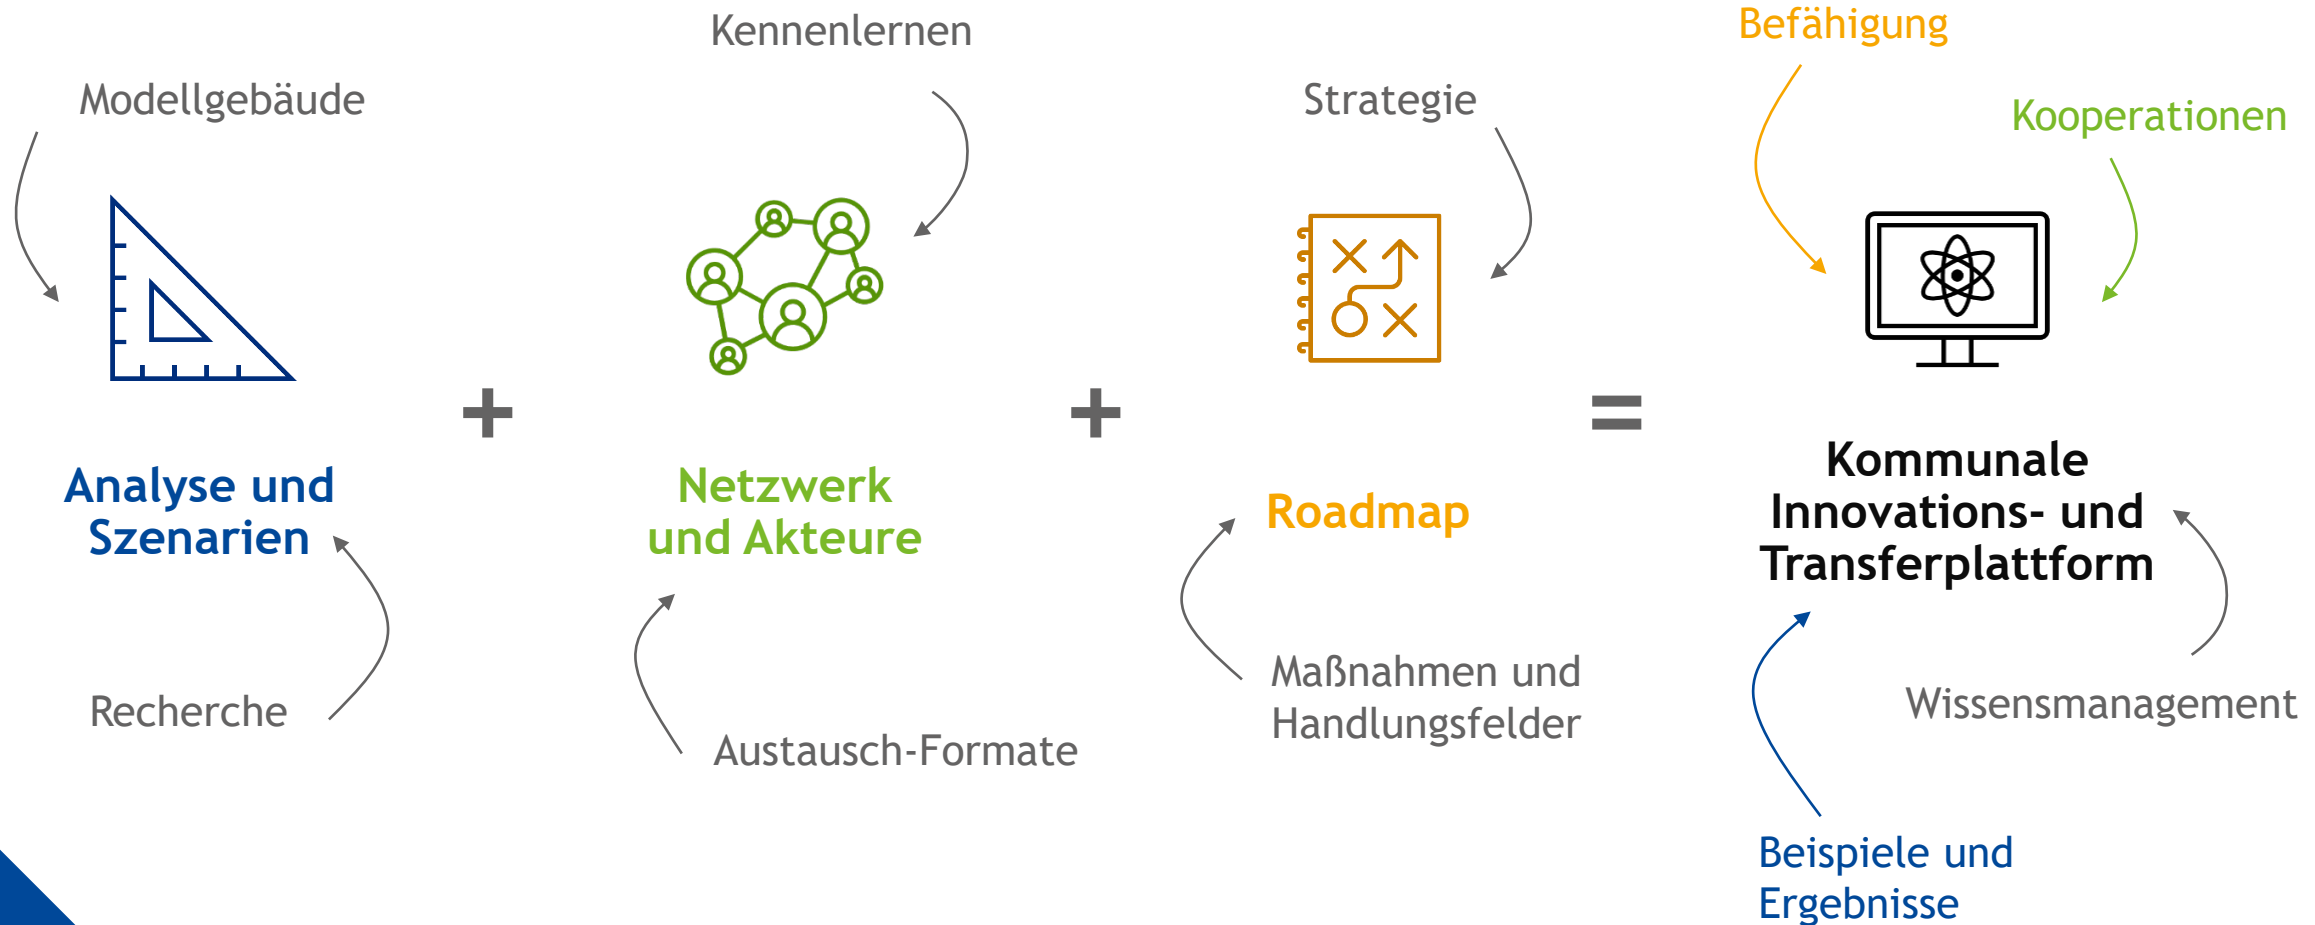 Modellgebäude
Analyse und
Szenarien
Recherche
+
Kennenlernen
Netzwerk
und Akteure
Austausch-Formate
+
Strategie
Roadmap
Maßnahmen und
Handlungsfelder
=
Befähigung
Kooperationen
Kommunale
Innovations- und
Transferplattform
Wissensmanagement
Beispiele und
Ergebnisse